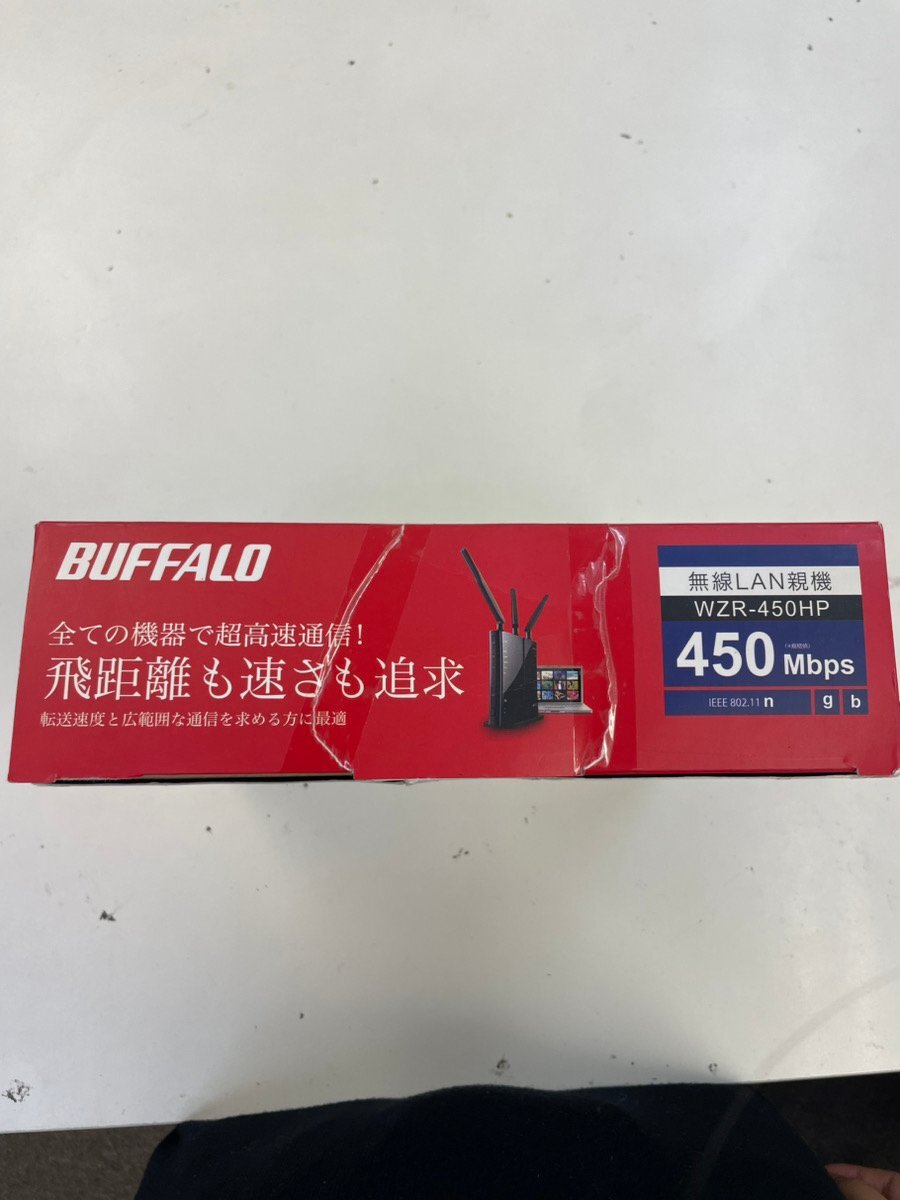 BUFFALO
全ての機器で超高速通信!
飛距離も速さも追求
転送速度と広範囲な通信を求める方に最適
無線LAN親機
WZR-450HP
450 Mbps
IEEE 802.11 n g b